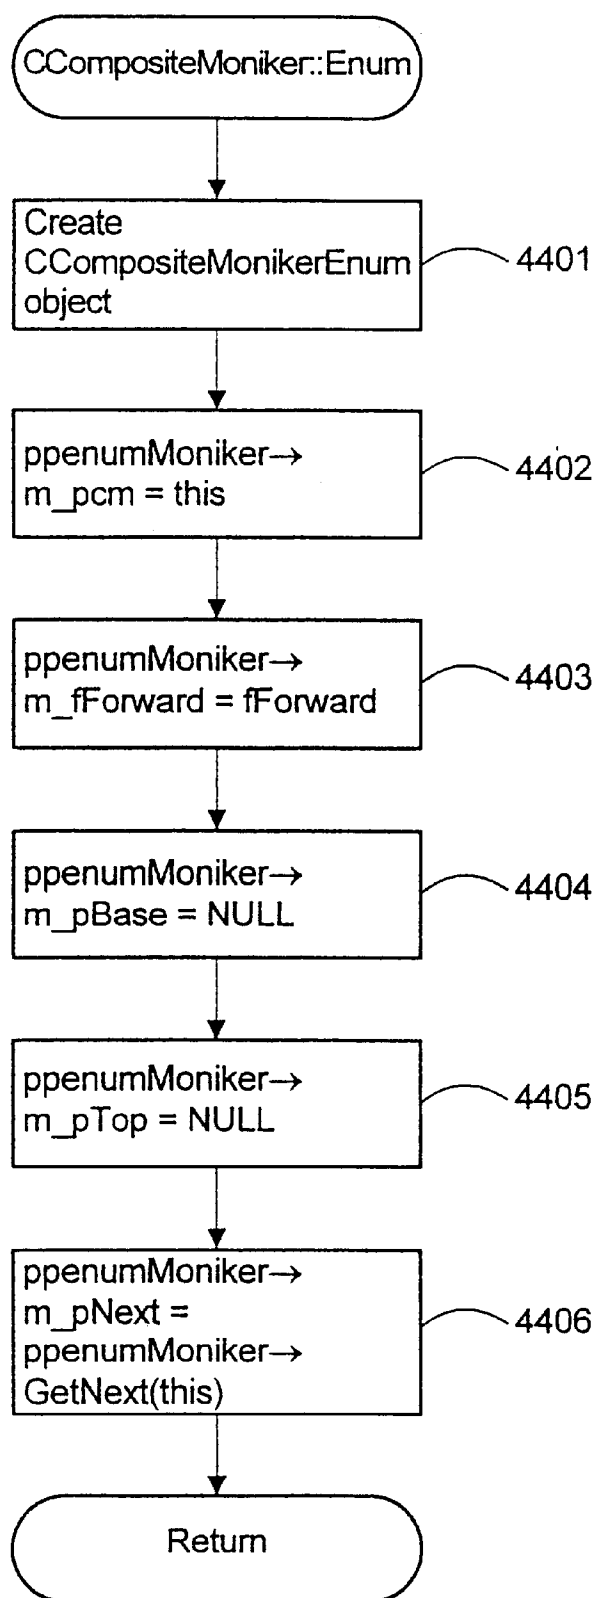 CCompositeMoniker::Enum
Create
CCompositeMonikerEnum
object
4401
ppenumMoniker→
m_pcm = this
4402
ppenumMoniker→
m_fForward = fForward
4403
ppenumMoniker→
m_pBase = NULL
4404
ppenumMoniker→
m_pTop = NULL
4405
ppenumMoniker→
m_pNext =
ppenumMoniker→
GetNext(this)
4406
Return